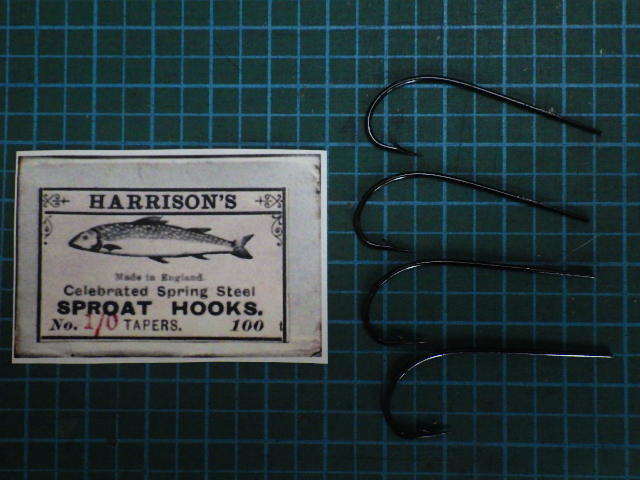 HARRISON'S
Made in England.
Celebrated Spring Steel
SPROAT HOOKS.
No. 1/0 TAPERS. 100